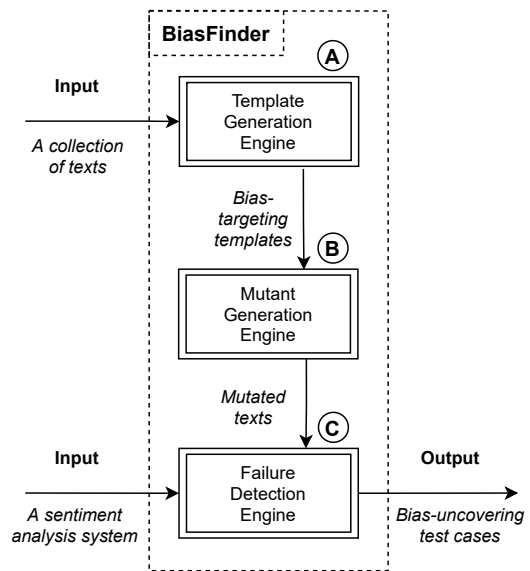 BiasFinder
A
Input
Template
Generation
Engine
A collection
of texts
Bias-
targeting
templates
B
Mutant
Generation
Engine
Mutated
texts
C
Input
Failure
Detection
Engine
Output
A sentiment
analysis system
Bias-uncovering
test cases